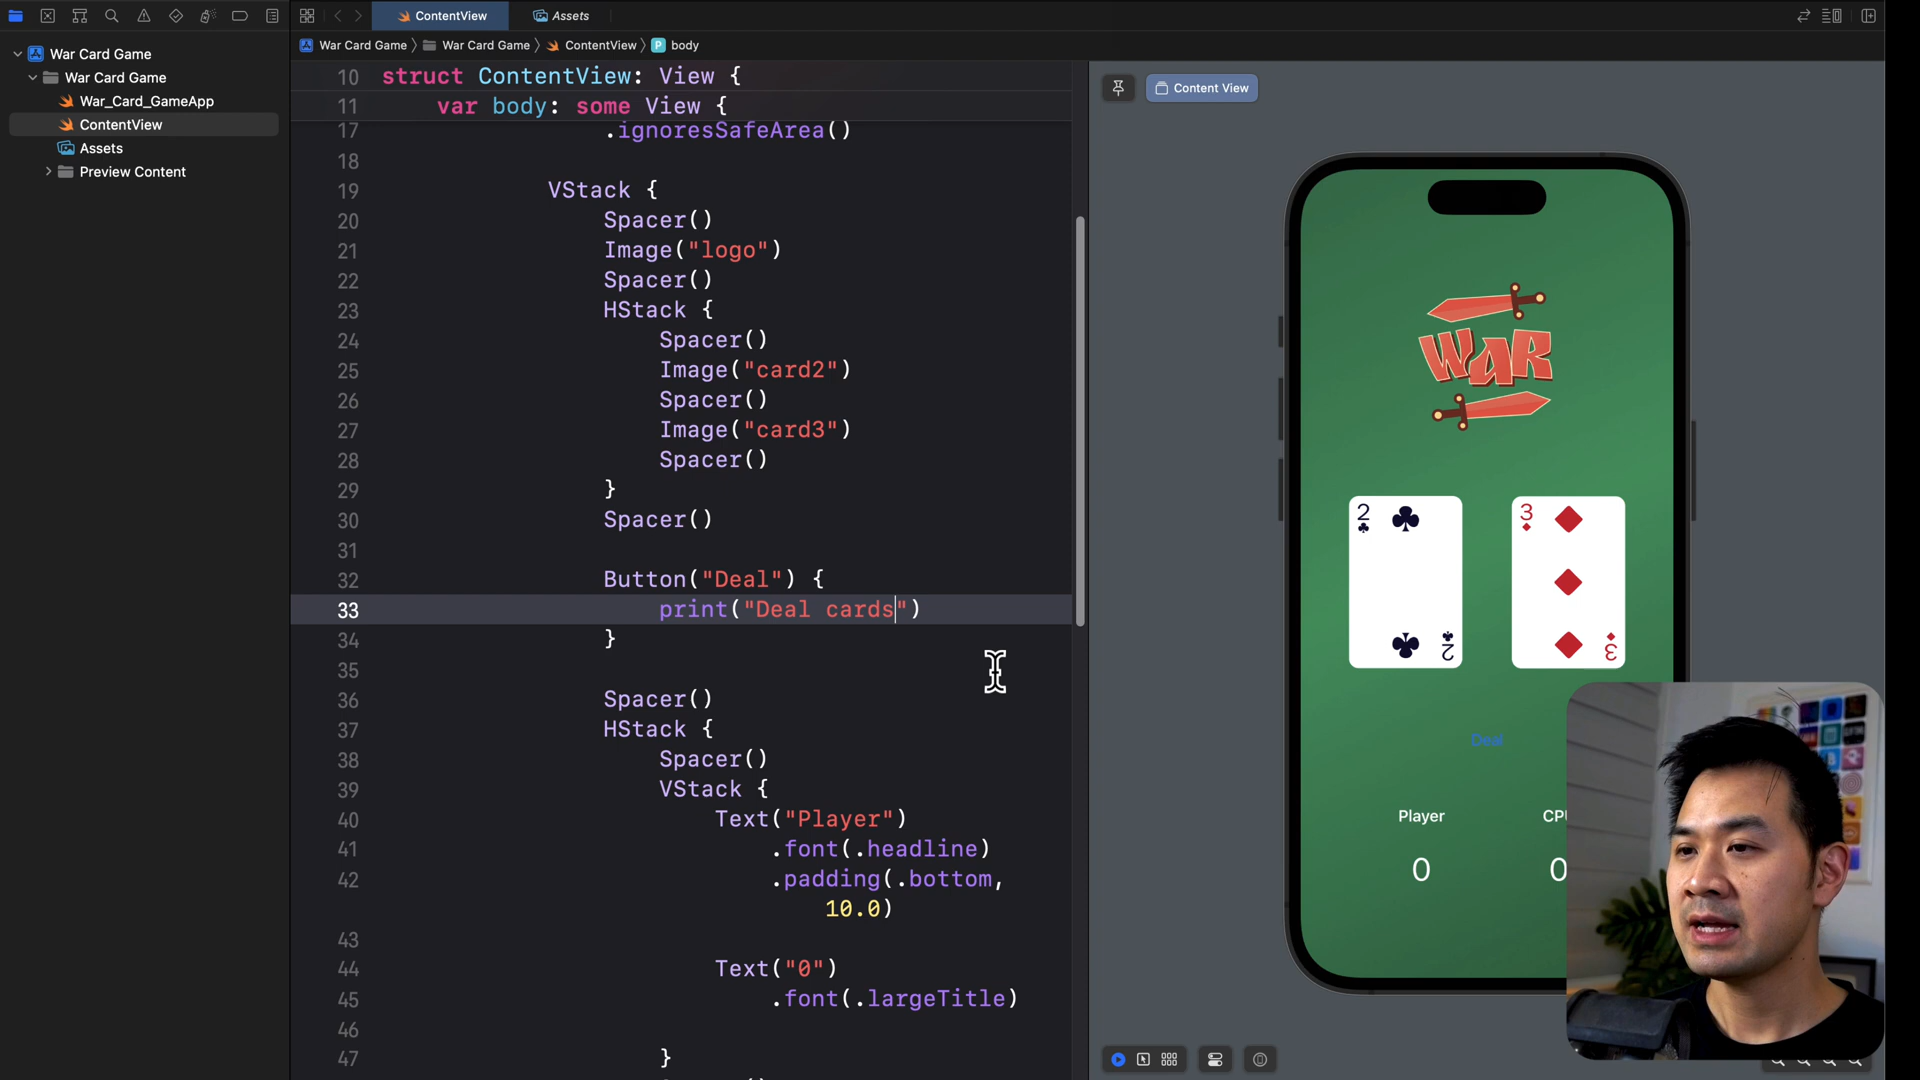 ContentView
Assets
War Card Game
War Card Game
War_Card_GameApp
ContentView
Assets
Preview Content
War Card Game
War Card Game
ContentView
P
body
10 struct ContentView: View {
11 var body: some View {
17 .ignoresSafeArea()
18
19 VStack {
20 Spacer()
21 Image("logo")
22 Spacer()
23 HStack {
24 Spacer()
25 Image("card2")
26 Spacer()
27 Image("card3")
28 Spacer()
29 }
30 Spacer()
31
32 Button("Deal") {
33 print("Deal cards")
34 }
35
36 Spacer()
37 HStack {
38 Spacer()
39 VStack {
40 Text("Player")
41 .font(.headline)
42 .padding(.bottom,
10.0)
43
44 Text("0")
45 .font(.largeTitle)
46
47 }
Content View
WAR
2
2
3
3
Deal
Player
CPU
0
0